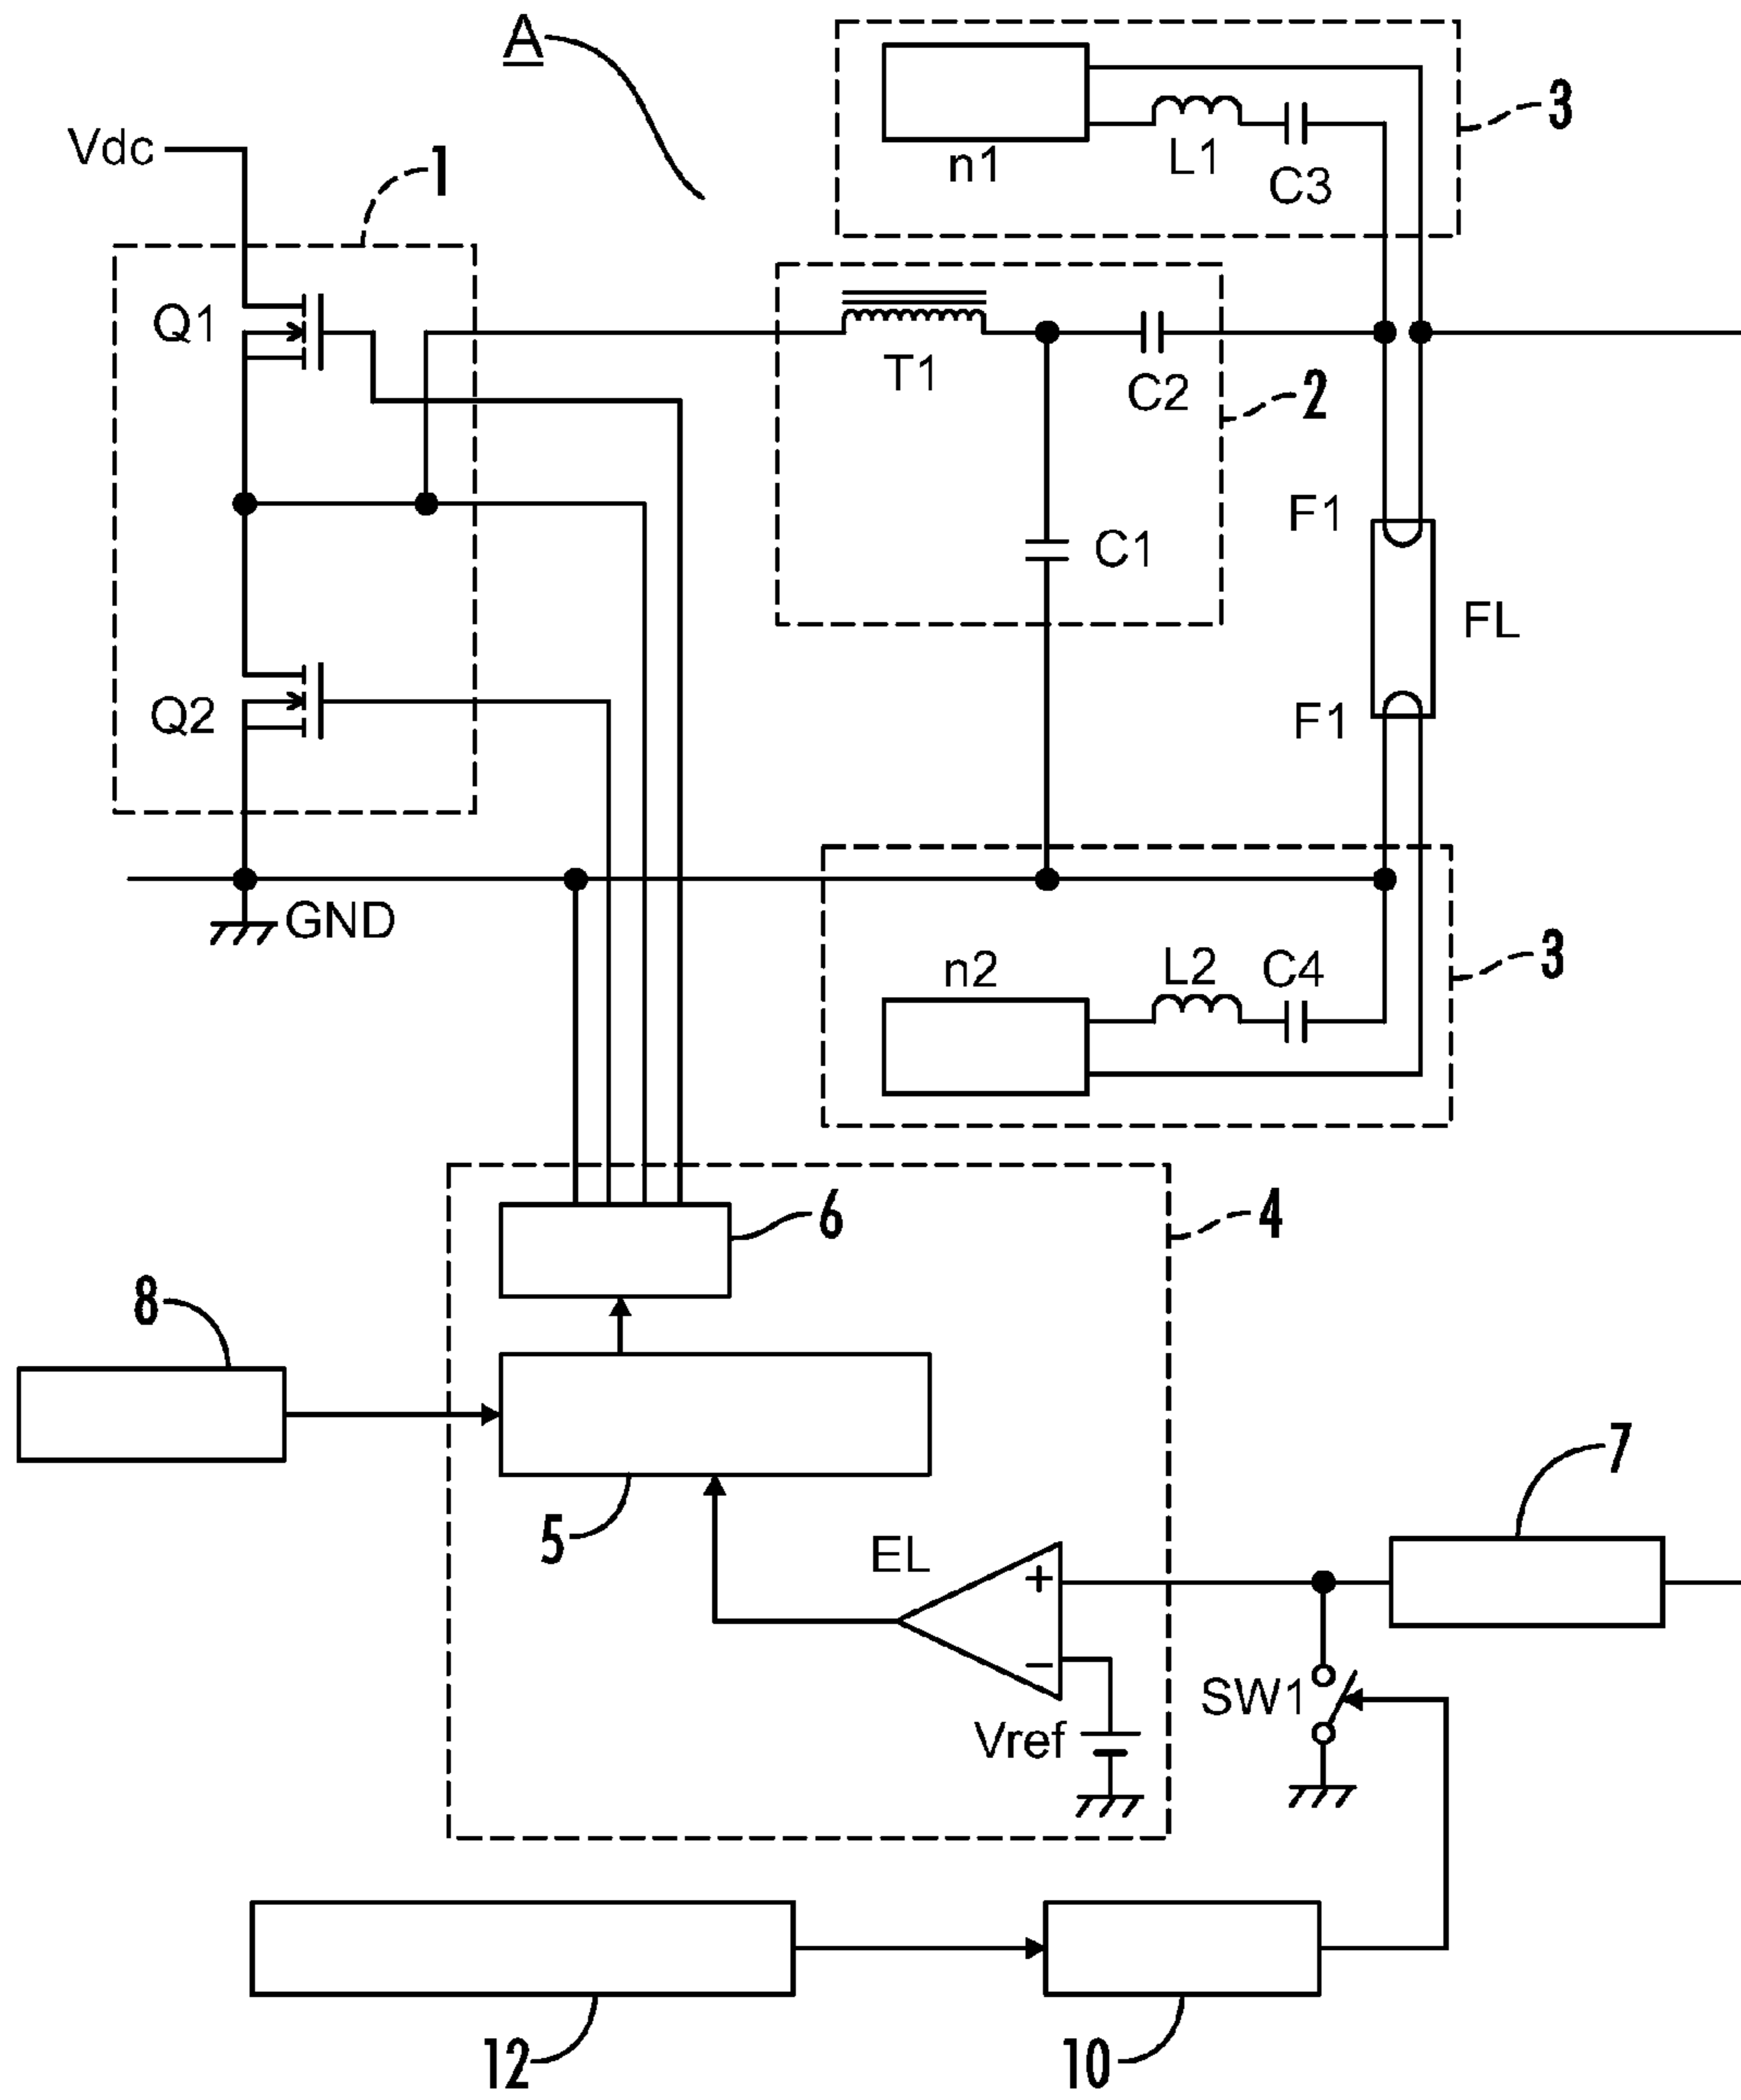 A
3
n1
L1
C3
Vdc
1
Q1
T1
C2
2
F1
C1
FL
Q2
F1
GND
n2
L2
C4
3
6
4
8
7
5
EL
+
−
SW1
Vref
12
10